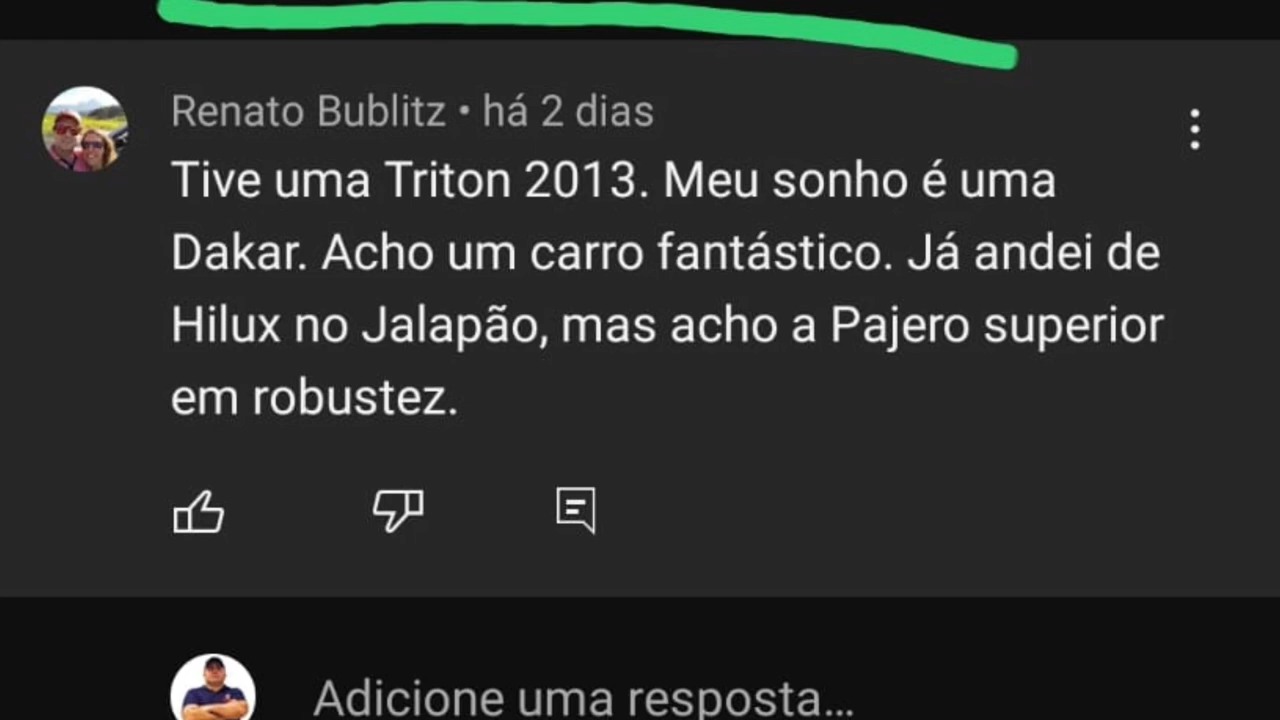 Renato Bublitz • há 2 dias
Tive uma Triton 2013. Meu sonho é uma
Dakar. Acho um carro fantástico. Já andei de
Hilux no Jalapão, mas acho a Pajero superior
em robustez.
Adicione uma resposta...